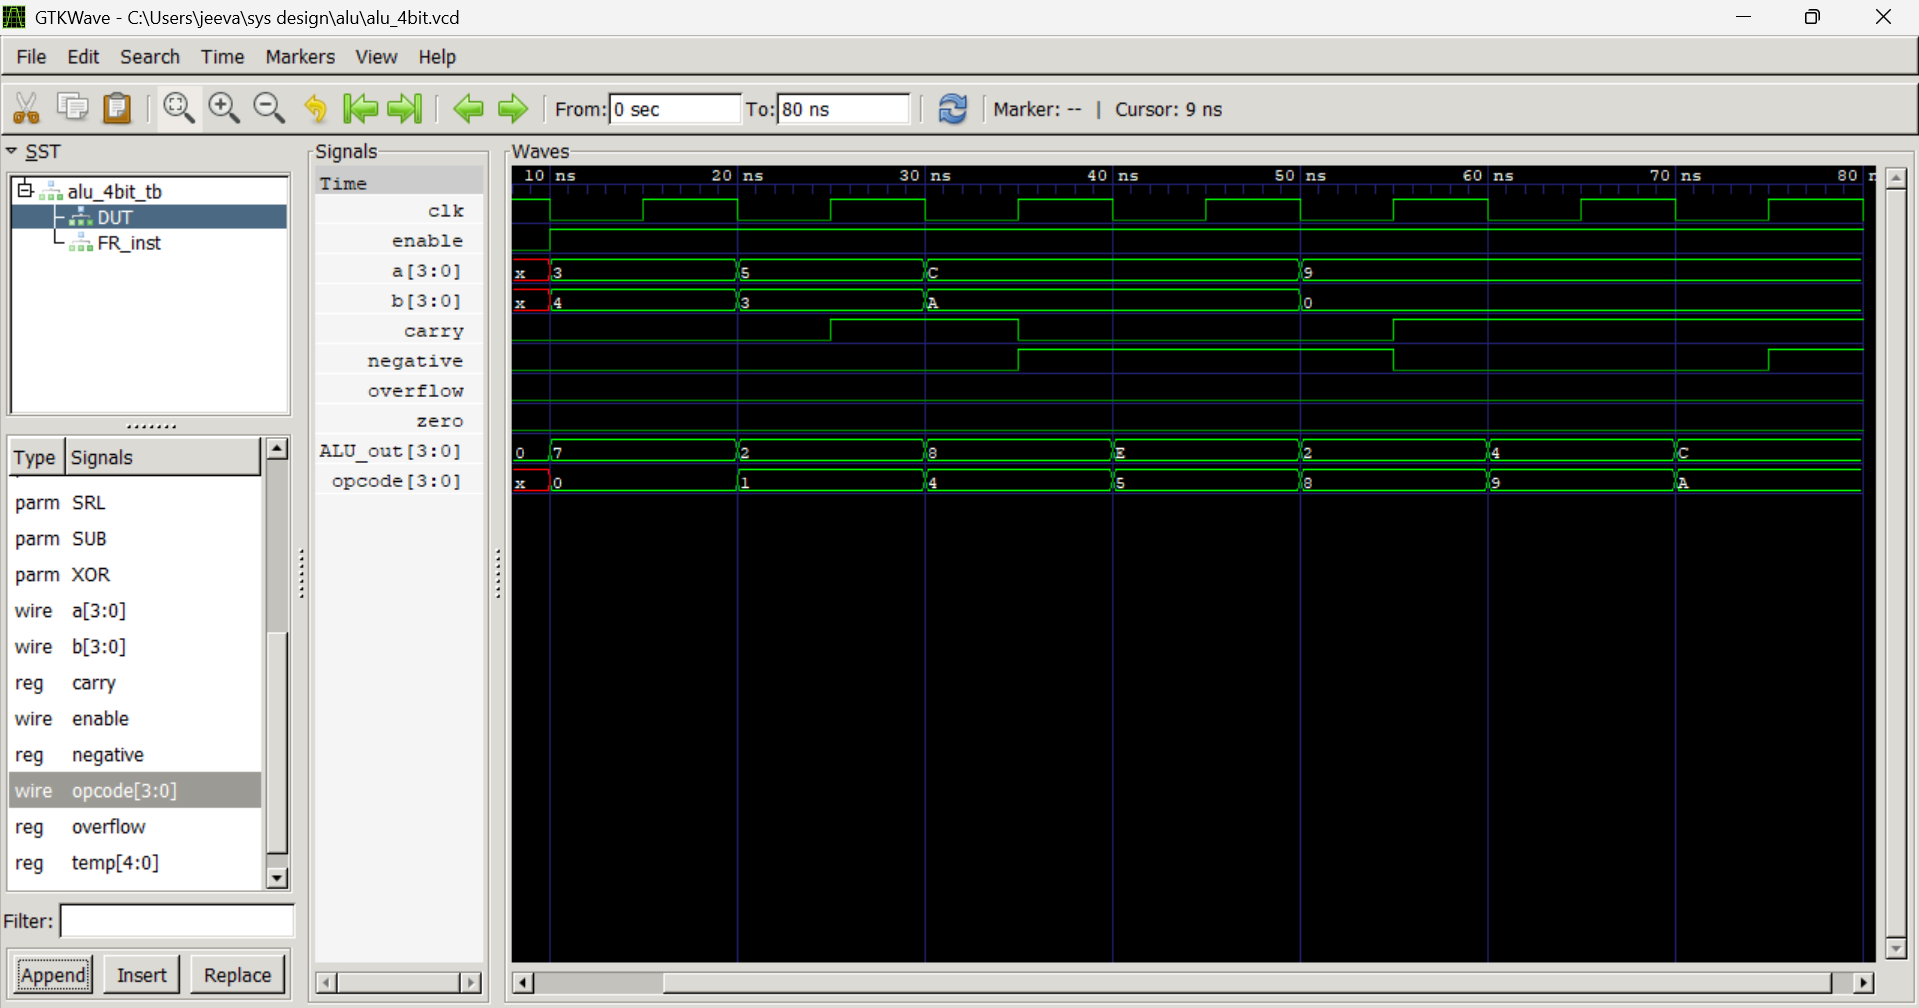 GTKWave - C:\Users\jeeva\sys design\alu\alu_4bit.vcd
File Edit Search Time Markers View Help
From: 0 sec To: 80 ns Marker: -- | Cursor: 9 ns
SST
alu_4bit_tb
DUT
FR_inst
Type Signals
parm SRL
parm SUB
parm XOR
wire a[3:0]
wire b[3:0]
reg carry
wire enable
reg negative
wire opcode[3:0]
reg overflow
reg temp[4:0]
Filter:
Append Insert Replace
Signals
Time
clk
enable
a[3:0]
b[3:0]
carry
negative
overflow
zero
ALU_out[3:0]
opcode[3:0]
Waves
10 ns 20 ns 30 ns 40 ns 50 ns 60 ns 70 ns 80 n
x 3 5 C 9
x 4 3 A 0
0 7 2 8 E 2 4 C
x 0 1 4 5 8 9 A